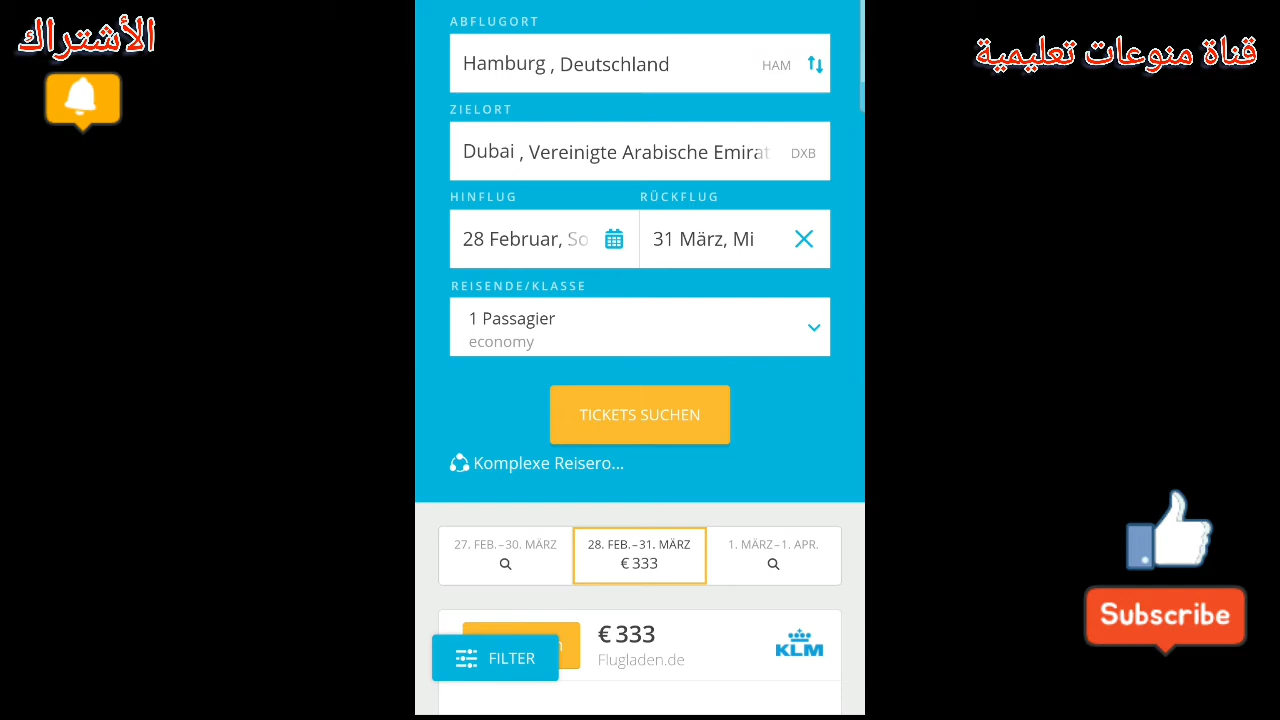 الأشتراك
قناة منوعات تعليمية
ABFLUGORT
Hamburg , Deutschland HAM
ZIELORT
Dubai , Vereinigte Arabische Emirat DXB
HINFLUG RÜCKFLUG
28 Februar, So 31 März, Mi
REISENDE/KLASSE
1 Passagier
economy
TICKETS SUCHEN
Komplexe Reisero...
27. FEB.–30. MÄRZ 28. FEB.–31. MÄRZ 1. MÄRZ–1. APR.
€ 333
€ 333
KLM
Flugladen.de
FILTER
Subscribe